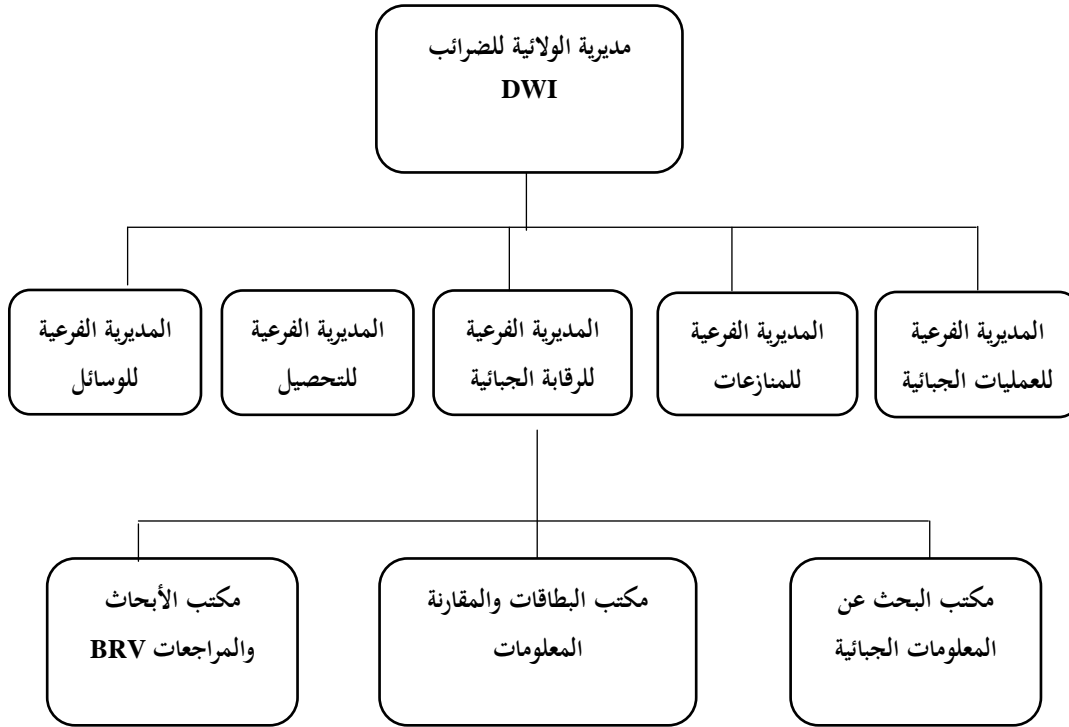 مديرية الولائية للضرائب
DWI
المديرية الفرعية
للعمليات الجبائية
المديرية الفرعية
للمنازعات
المديرية الفرعية
للرقابة الجبائية
المديرية الفرعية
للتحصيل
المديرية الفرعية
للوسائل
مكتب البحث عن
المعلومات الجبائية
مكتب البطاقات والمقارنة
المعلومات
مكتب الأبحاث
والمراجعات BRV